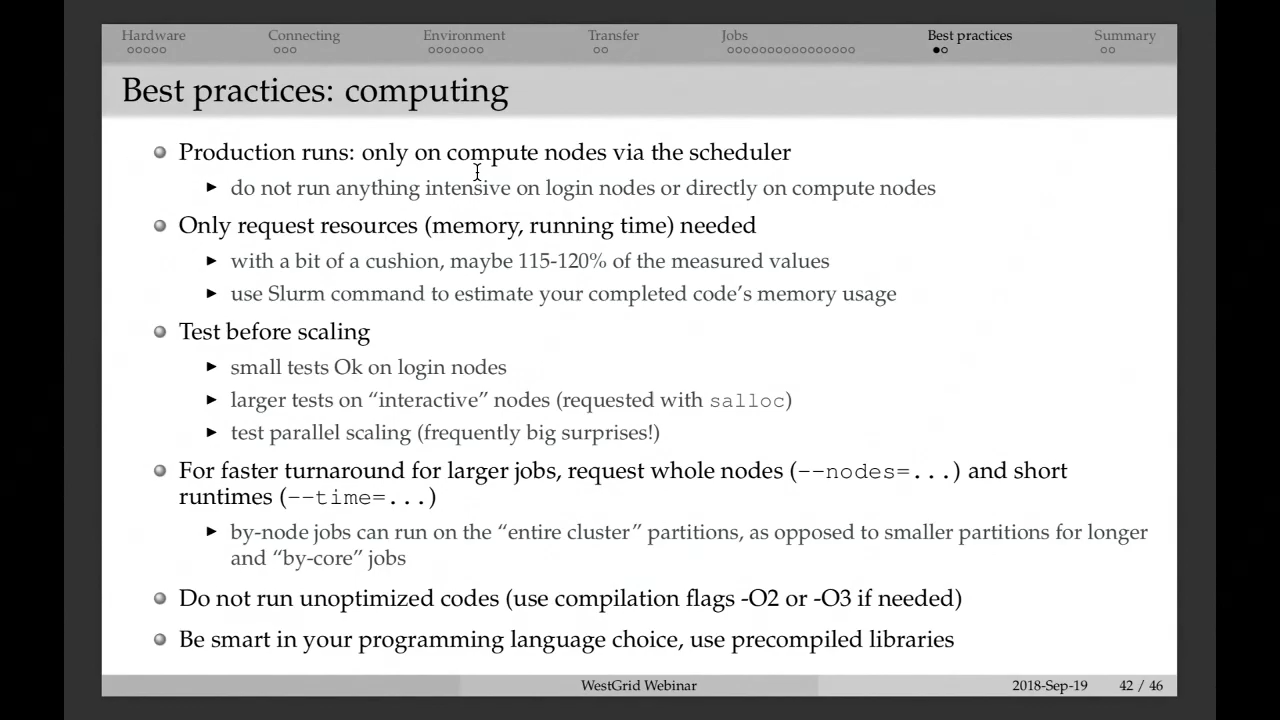 Hardware Connecting Environment Transfer Jobs Best practices Summary
Best practices: computing
Production runs: only on compute nodes via the scheduler
do not run anything intensive on login nodes or directly on compute nodes
Only request resources (memory, running time) needed
with a bit of a cushion, maybe 115-120% of the measured values
use Slurm command to estimate your completed code's memory usage
Test before scaling
small tests Ok on login nodes
larger tests on “interactive” nodes (requested with salloc)
test parallel scaling (frequently big surprises!)
For faster turnaround for larger jobs, request whole nodes (--nodes=...) and short
runtimes (--time=...)
by-node jobs can run on the “entire cluster” partitions, as opposed to smaller partitions for longer
and “by-core” jobs
Do not run unoptimized codes (use compilation flags -O2 or -O3 if needed)
Be smart in your programming language choice, use precompiled libraries
WestGrid Webinar 2018-Sep-19 42 / 46